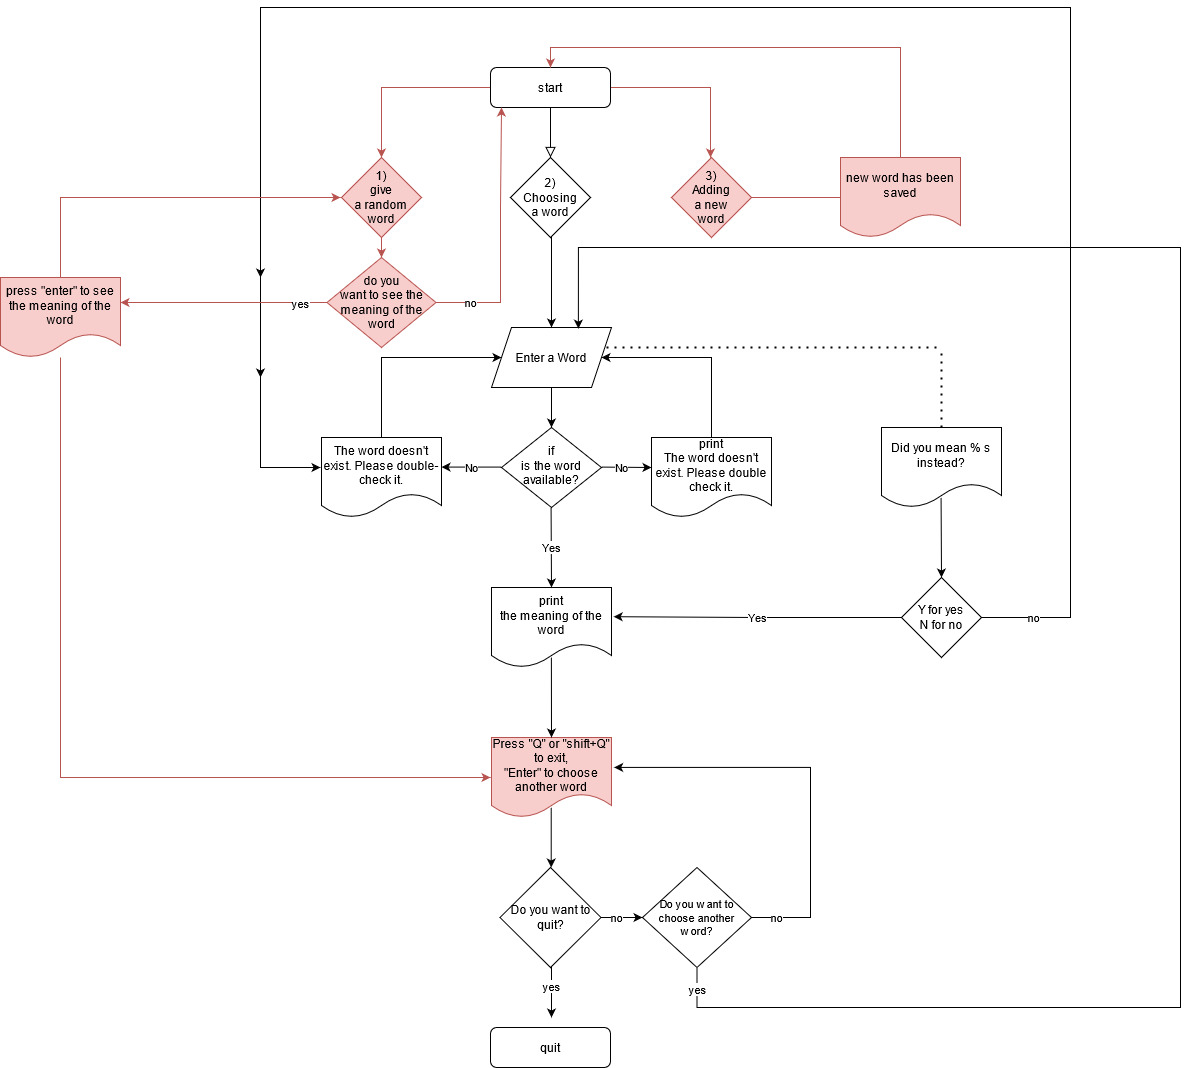 start
1)
give
a random
word
2)
Choosing
a word
3)
Adding
a new
word
new word has been
saved
press "enter" to see
the meaning of the
word
yes
do you
want to see the
meaning of the
word
no
Enter a Word
The word doesn't
exist. Please double-
check it.
No
if
is the word
available?
No
print
The word doesn't
exist. Please double
check it.
Did you mean % s
instead?
Yes
print
the meaning of the
word
Yes
Y for yes
N for no
no
Press "Q" or "shift+Q"
to exit,
"Enter" to choose
another word
Do you want to
quit?
no
Do you want to
choose another
word?
no
yes
yes
quit